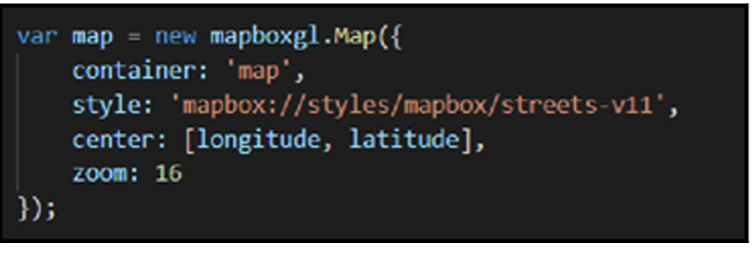 var map = new mapboxgl.Map({
    container: 'map',
    style: 'mapbox://styles/mapbox/streets-v11',
    center: [longitude, latitude],
    zoom: 16
});